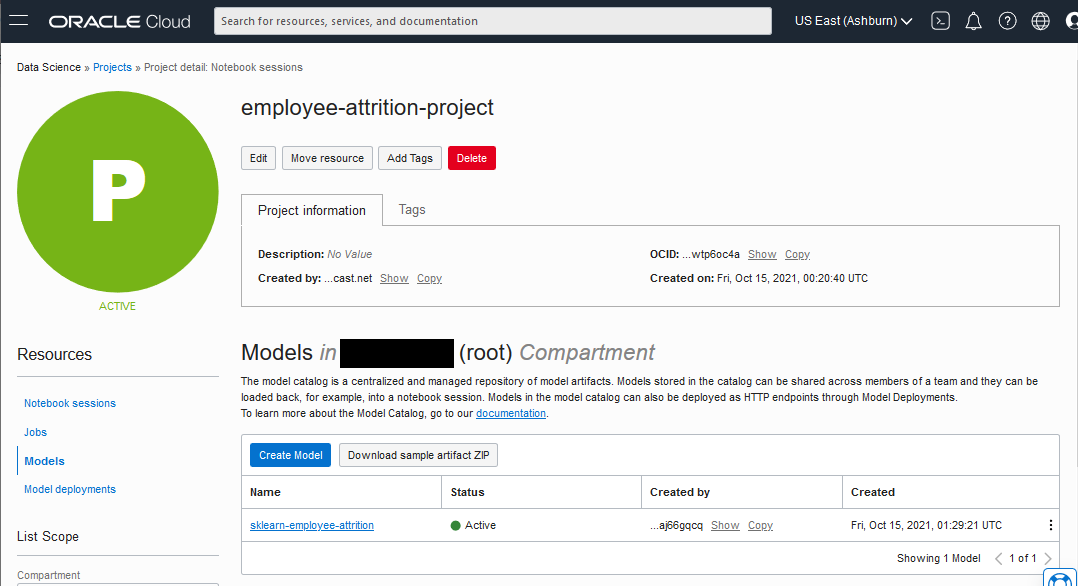 ORACLE Cloud
Search for resources, services, and documentation
US East (Ashburn)
Data Science » Projects » Project detail: Notebook sessions
P
ACTIVE
employee-attrition-project
Edit Move resource Add Tags Delete
Project information Tags
Description: No Value OCID: ...wtp6oc4a Show Copy
Created by: ...cast.net Show Copy Created on: Fri, Oct 15, 2021, 00:20:40 UTC
Resources
Notebook sessions
Jobs
Models
Model deployments
List Scope
Compartment
Models in (root) Compartment
The model catalog is a centralized and managed repository of model artifacts. Models stored in the catalog can be shared across members of a team and they can be
loaded back, for example, into a notebook session. Models in the model catalog can also be deployed as HTTP endpoints through Model Deployments.
To learn more about the Model Catalog, go to our documentation.
Create Model Download sample artifact ZIP
Name Status Created by Created
sklearn-employee-attrition Active ...aj66gqcq Show Copy Fri, Oct 15, 2021, 01:29:21 UTC
Showing 1 Model < 1 of 1 >